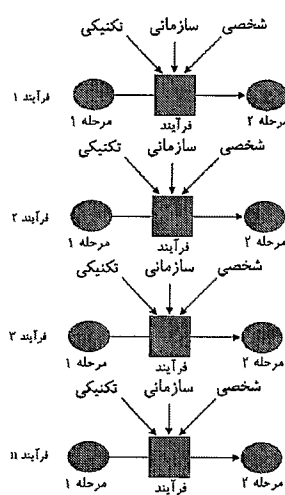 شخصی سازمانی تکنیکی
فرآیند ۱
مرحله ۱ فرآیند مرحله ۲
شخصی سازمانی تکنیکی
فرآیند ۲
مرحله ۱ فرآیند مرحله ۲
شخصی سازمانی تکنیکی
فرآیند ۳
مرحله ۱ فرآیند مرحله ۲
شخصی سازمانی تکنیکی
فرآیند n
مرحله ۱ فرآیند مرحله ۲